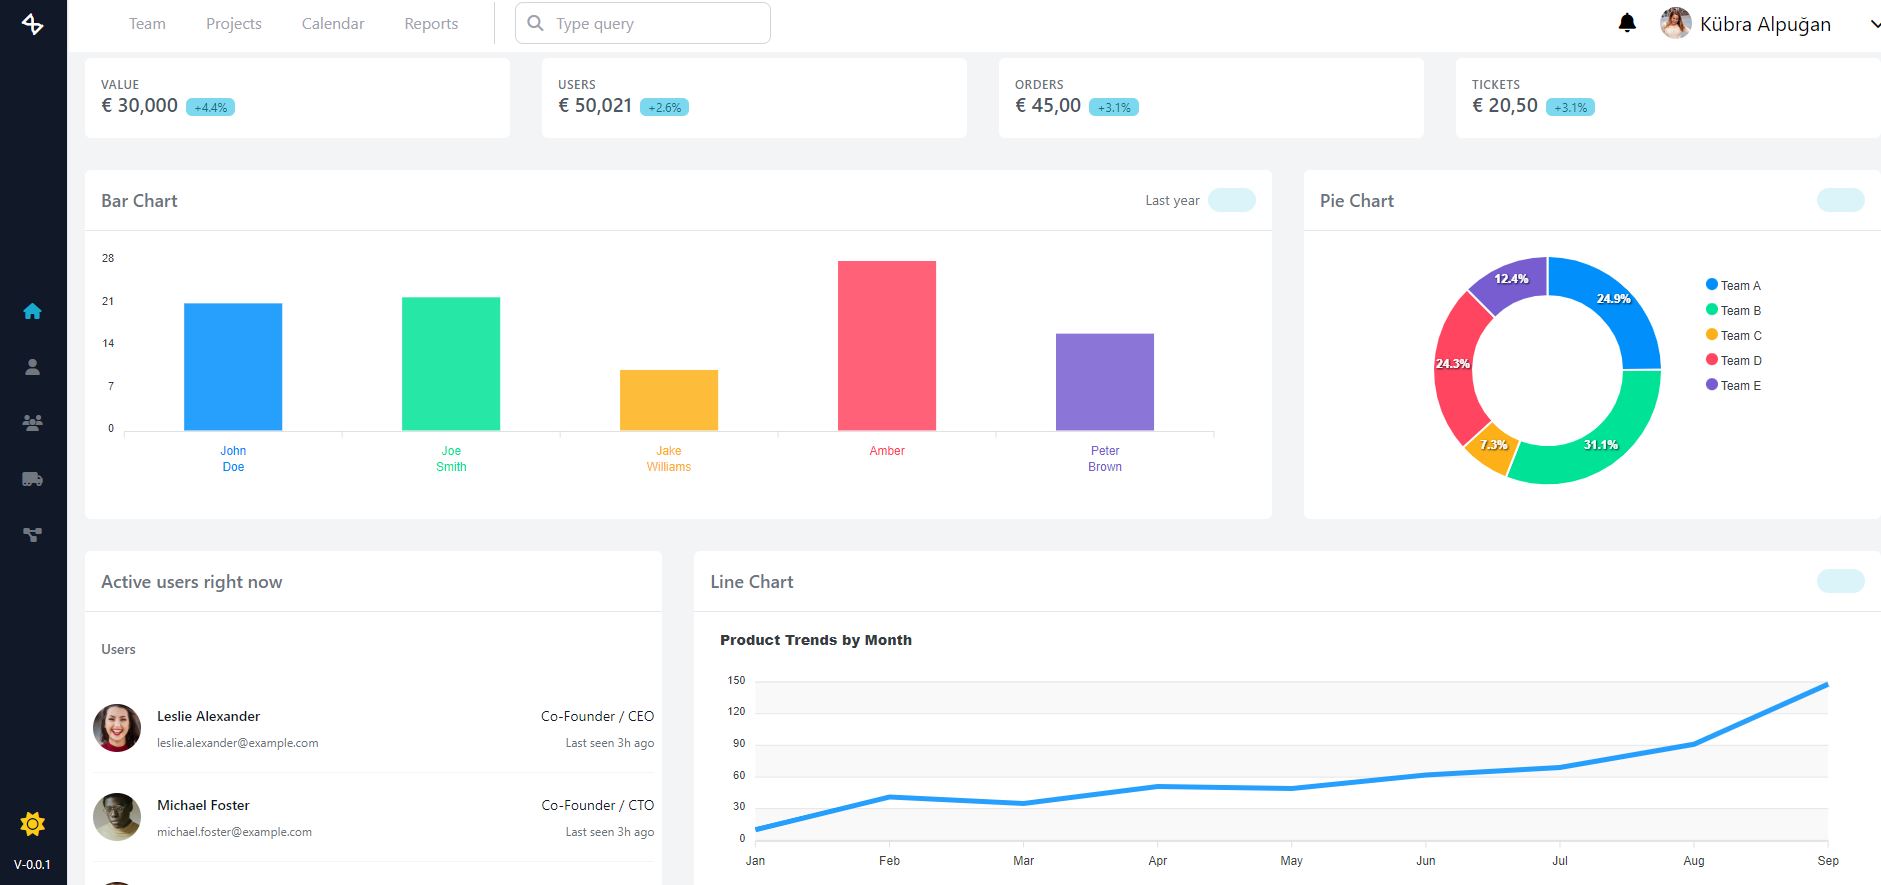 Team
Projects
Calendar
Reports
Type query
Kübra Alpuğan
VALUE
€ 30,000 +4.4%
USERS
€ 50,021 +2.6%
ORDERS
€ 45,00 +3.1%
TICKETS
€ 20,50 +3.1%
Bar Chart
Last year
28
21
14
7
0
John
Doe
Joe
Smith
Jake
Williams
Amber
Peter
Brown
Pie Chart
12.4%
24.9%
24.3%
7.3%
31.1%
Team A
Team B
Team C
Team D
Team E
Active users right now
Users
Leslie Alexander
leslie.alexander@example.com
Co-Founder / CEO
Last seen 3h ago
Michael Foster
michael.foster@example.com
Co-Founder / CTO
Last seen 3h ago
Line Chart
Product Trends by Month
150
120
90
60
30
0
Jan
Feb
Mar
Apr
May
Jun
Jul
Aug
Sep
V-0.0.1